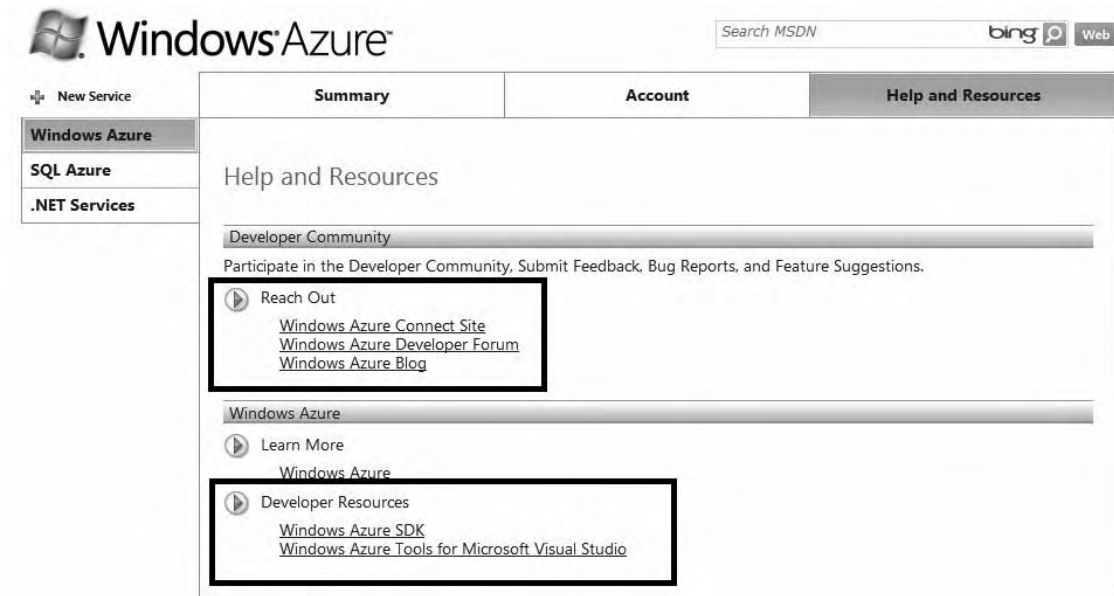 Windows Azure™
Search MSDN
bing
Web
New Service
Summary
Account
Help and Resources
Windows Azure
SQL Azure
.NET Services
Help and Resources
Developer Community
Participate in the Developer Community, Submit Feedback, Bug Reports, and Feature Suggestions.
Reach Out
Windows Azure Connect Site
Windows Azure Developer Forum
Windows Azure Blog
Windows Azure
Learn More
Windows Azure
Developer Resources
Windows Azure SDK
Windows Azure Tools for Microsoft Visual Studio